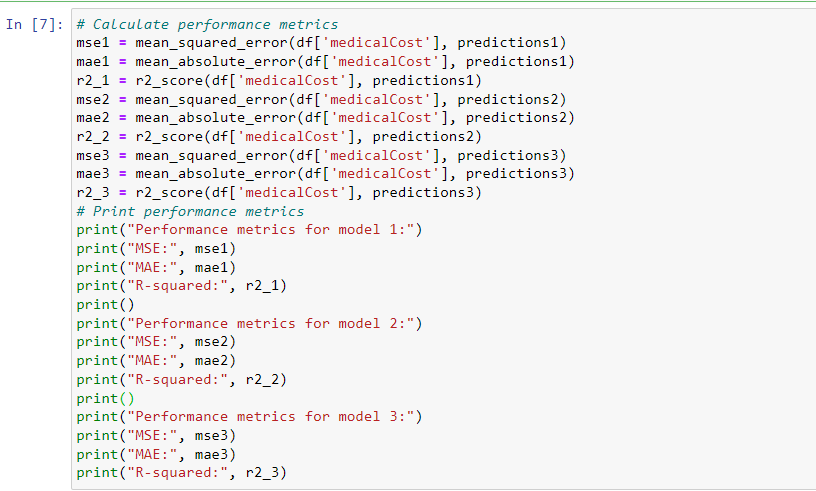 In [7]: # Calculate performance metrics
mse1 = mean_squared_error(df['medicalCost'], predictions1)
mae1 = mean_absolute_error(df['medicalCost'], predictions1)
r2_1 = r2_score(df['medicalCost'], predictions1)
mse2 = mean_squared_error(df['medicalCost'], predictions2)
mae2 = mean_absolute_error(df['medicalCost'], predictions2)
r2_2 = r2_score(df['medicalCost'], predictions2)
mse3 = mean_squared_error(df['medicalCost'], predictions3)
mae3 = mean_absolute_error(df['medicalCost'], predictions3)
r2_3 = r2_score(df['medicalCost'], predictions3)
# Print performance metrics
print("Performance metrics for model 1:")
print("MSE:", mse1)
print("MAE:", mae1)
print("R-squared:", r2_1)
print()
print("Performance metrics for model 2:")
print("MSE:", mse2)
print("MAE:", mae2)
print("R-squared:", r2_2)
print()
print("Performance metrics for model 3:")
print("MSE:", mse3)
print("MAE:", mae3)
print("R-squared:", r2_3)